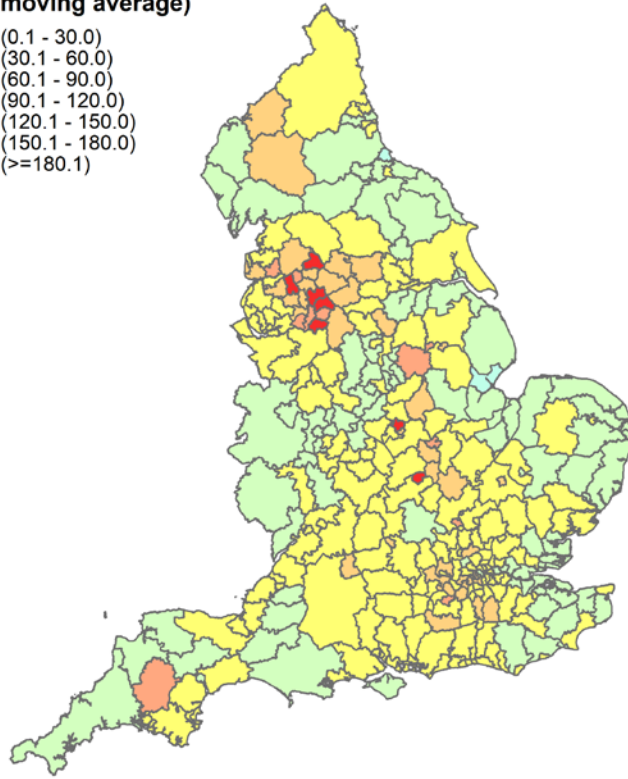 moving average)
(0.1 - 30.0)
(30.1 - 60.0)
(60.1 - 90.0)
(90.1 - 120.0)
(120.1 - 150.0)
(150.1 - 180.0)
(>=180.1)